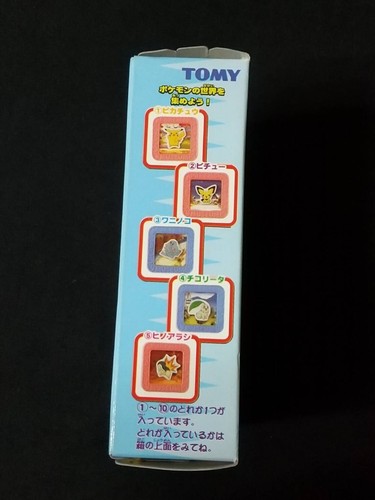 TOMY
ポケモンの世界を
集めよう！
①ピカチュウ
②ピチュー
③ワニノコ
④チコリータ
⑤ヒノアラシ
①～⑩のどれか1つが
入っています。
どれが入っているかは
箱の上面をみてね。